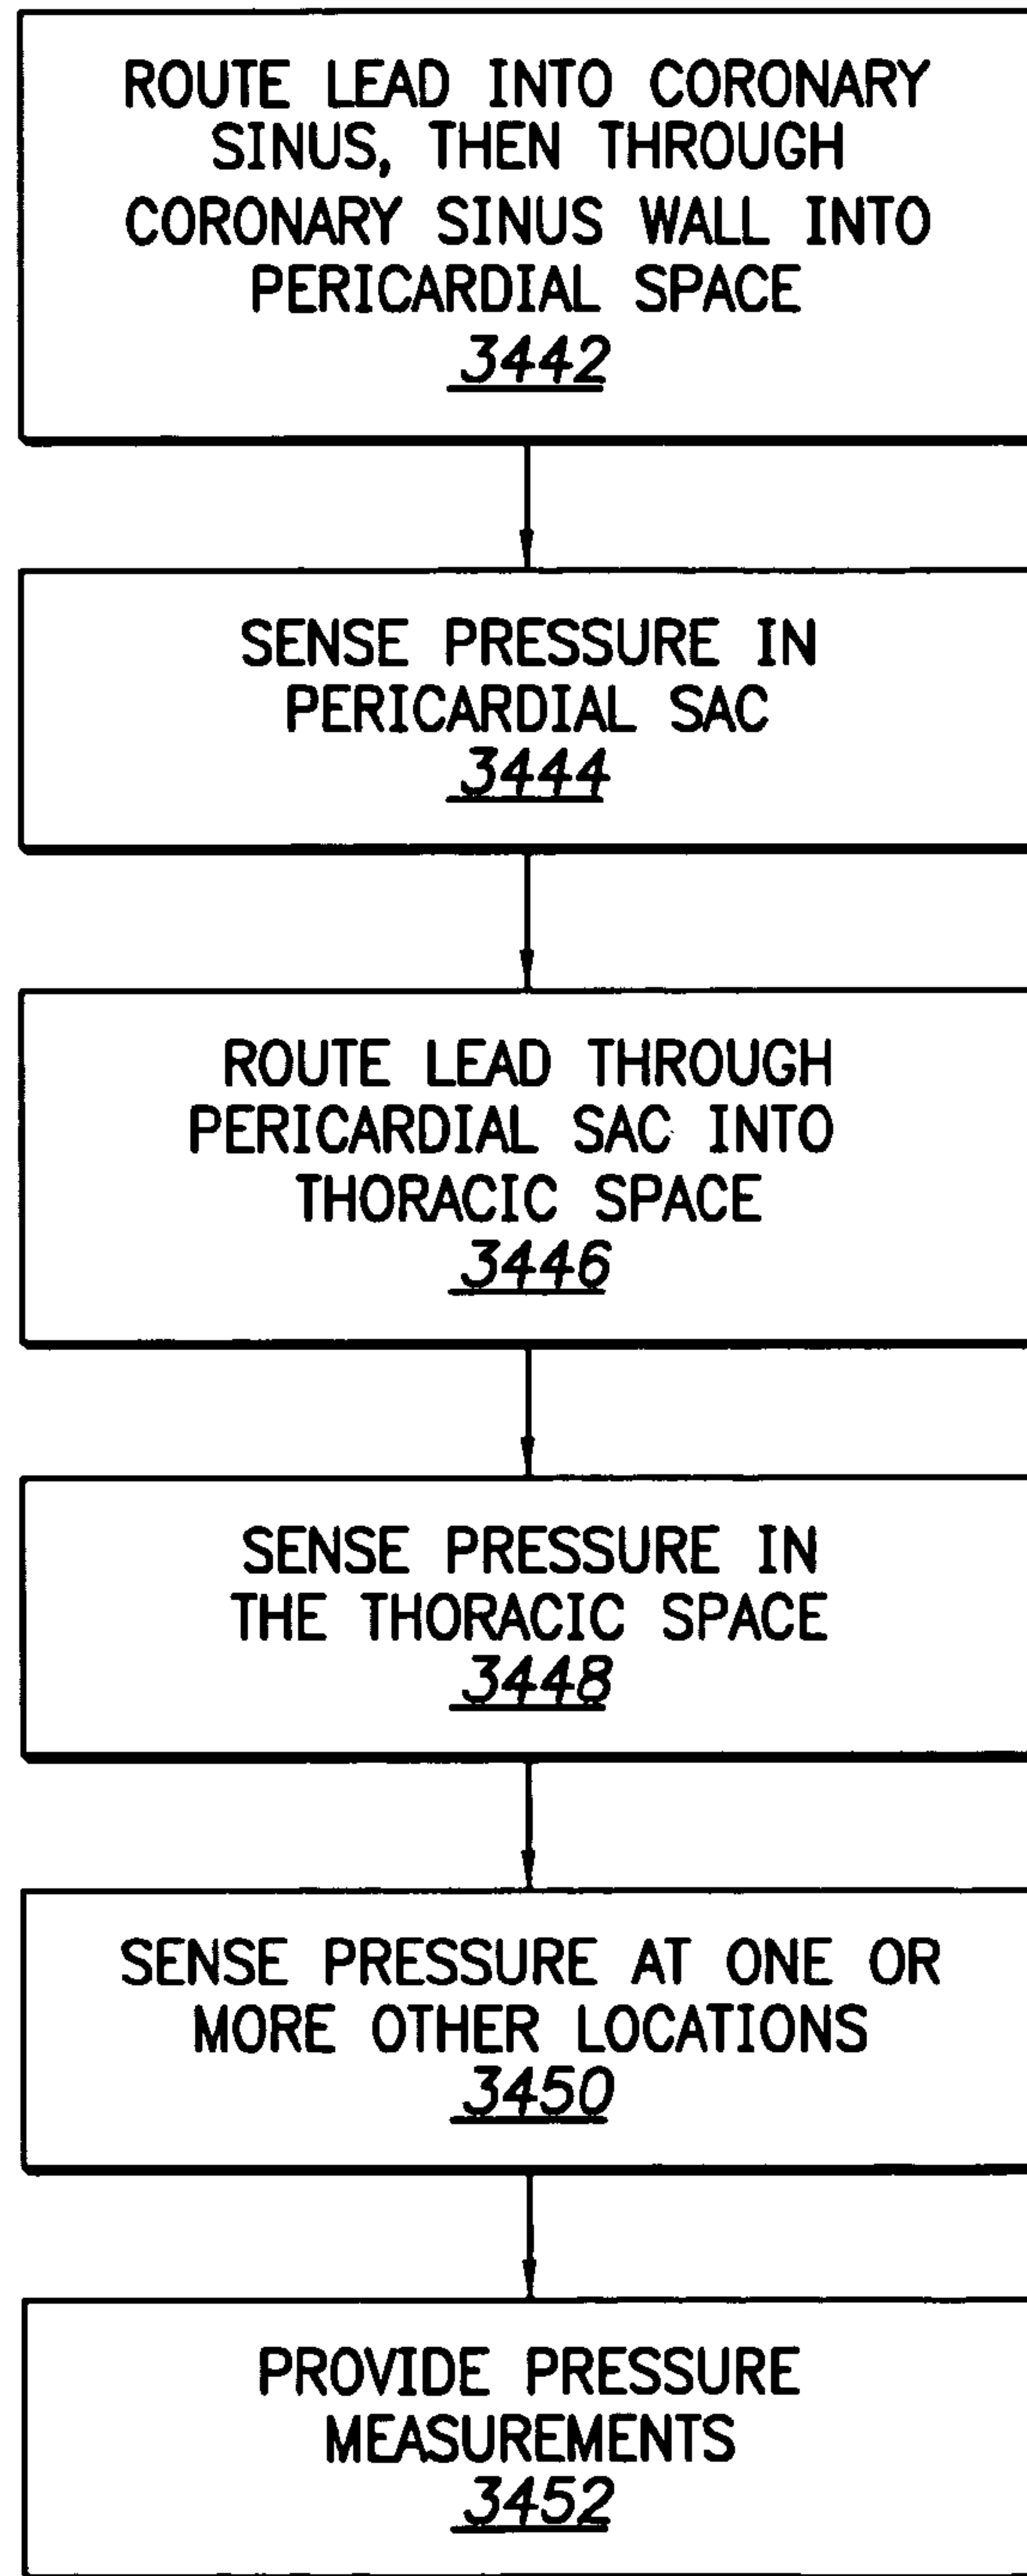 ROUTE LEAD INTO CORONARY
SINUS, THEN THROUGH
CORONARY SINUS WALL INTO
PERICARDIAL SPACE
3442
SENSE PRESSURE IN
PERICARDIAL SAC
3444
ROUTE LEAD THROUGH
PERICARDIAL SAC INTO
THORACIC SPACE
3446
SENSE PRESSURE IN
THE THORACIC SPACE
3448
SENSE PRESSURE AT ONE OR
MORE OTHER LOCATIONS
3450
PROVIDE PRESSURE
MEASUREMENTS
3452